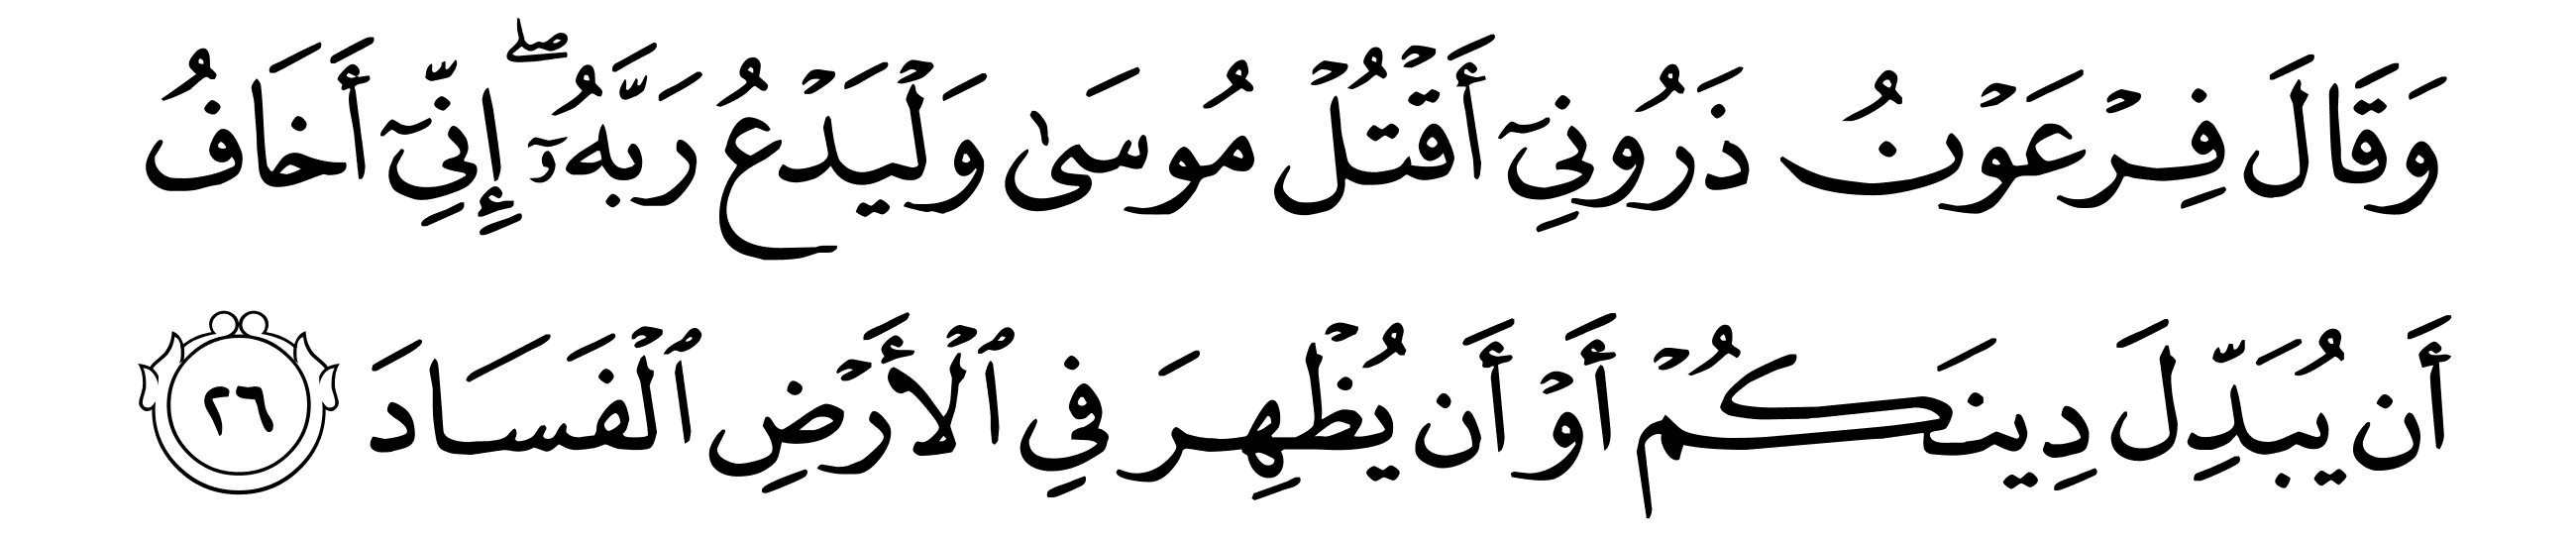 وَقَالَ فِرْعَوْنُ ذَرُونِيٓ أَقْتُلْ مُوسَىٰ وَلْيَدْعُ رَبَّهُۥٓۖ إِنِّيٓ أَخَافُ
أَن يُبَدِّلَ دِينَكُمْ أَوْ أَن يُظْهِرَ فِي ٱلْأَرْضِ ٱلْفَسَادَ ٢٦